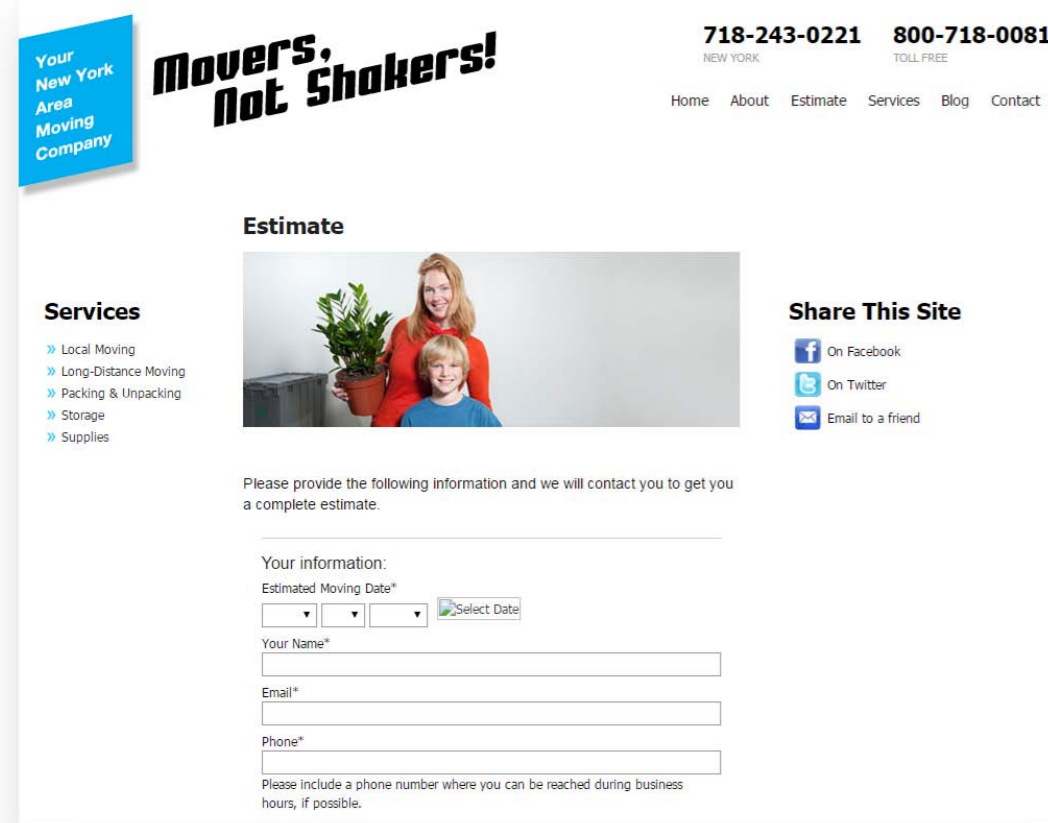 Your
New York
Area
Moving
Company
Movers,
Not Shakers!
718-243-0221
NEW YORK
800-718-0081
TOLL FREE
Home About Estimate Services Blog Contact
Estimate
Services
» Local Moving
» Long-Distance Moving
» Packing & Unpacking
» Storage
» Supplies
Share This Site
On Facebook
On Twitter
Email to a friend
Please provide the following information and we will contact you to get you
a complete estimate.
Your information:
Estimated Moving Date*
Select Date
Your Name*
Email*
Phone*
Please include a phone number where you can be reached during business
hours, if possible.